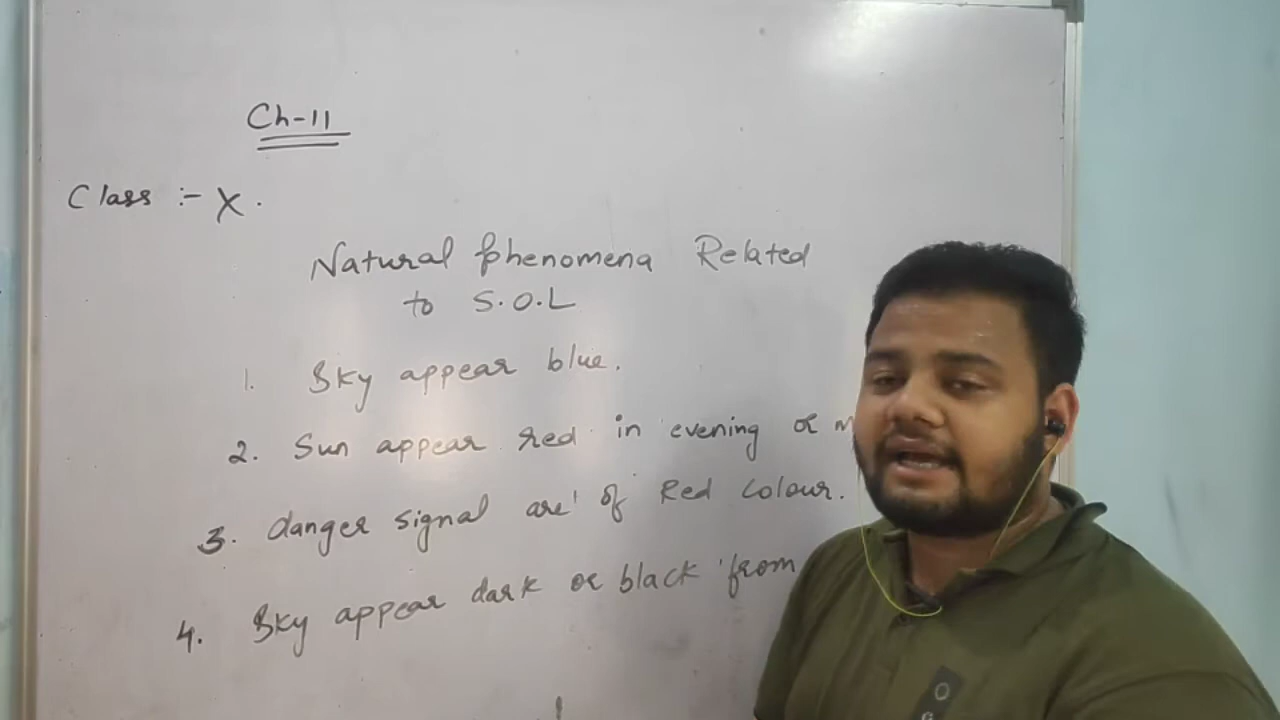 Ch-11
Class :- X.
Natural phenomena Related
to S.O.L
1. Sky appear blue.
2. Sun appear red in evening or
3. danger signal are of Red colour.
4. Sky appear dark or black from